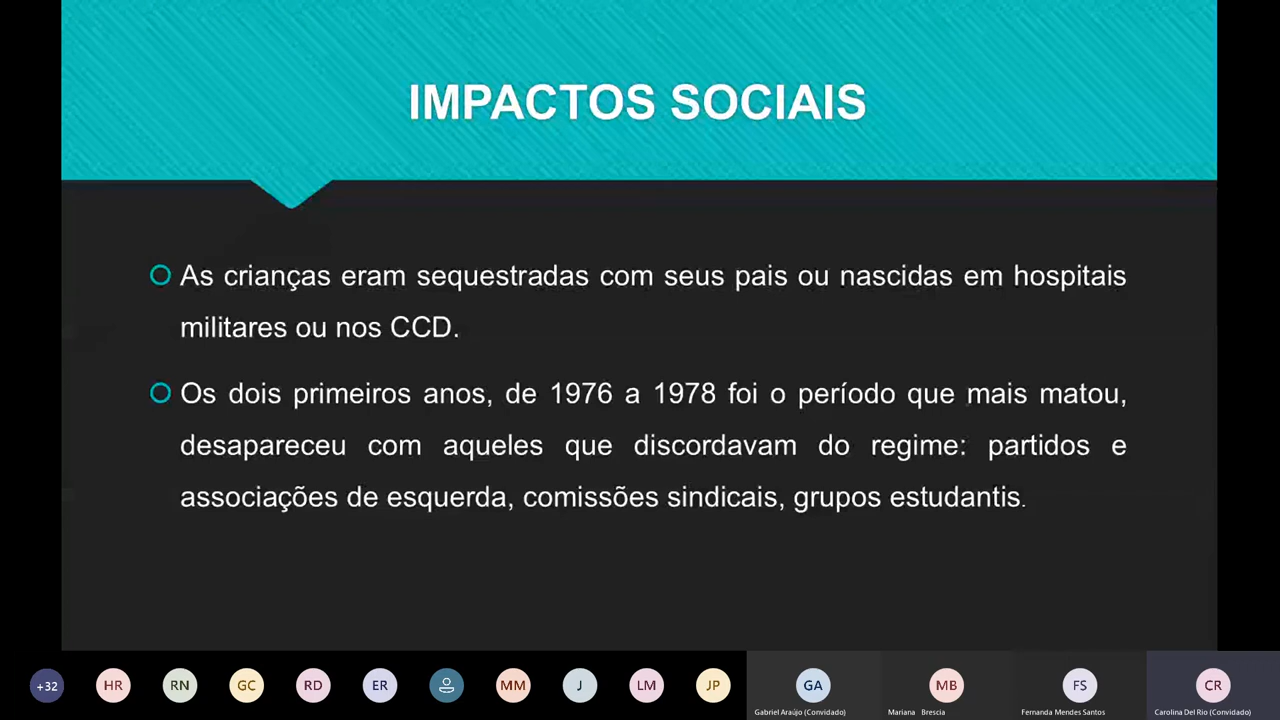 IMPACTOS SOCIAIS
As crianças eram sequestradas com seus pais ou nascidas em hospitais
militares ou nos CCD.
Os dois primeiros anos, de 1976 a 1978 foi o período que mais matou,
desapareceu com aqueles que discordavam do regime: partidos e
associações de esquerda, comissões sindicais, grupos estudantis.
+32 HR RN GC RD ER MM J LM JP GA MB FS CR
Gabriel Araújo (Convidado) Mariana Brescia Fernanda Mendes Santos Carolina Del Rio (Convidado)